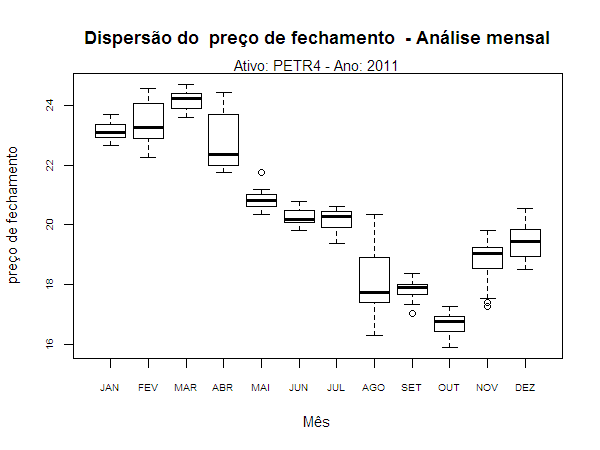 Dispersão do  preço de fechamento  - Análise mensal
Ativo: PETR4 - Ano: 2011
preço de fechamento
24
22
20
18
16
JAN FEV MAR ABR MAI JUN JUL AGO SET OUT NOV DEZ
Mês